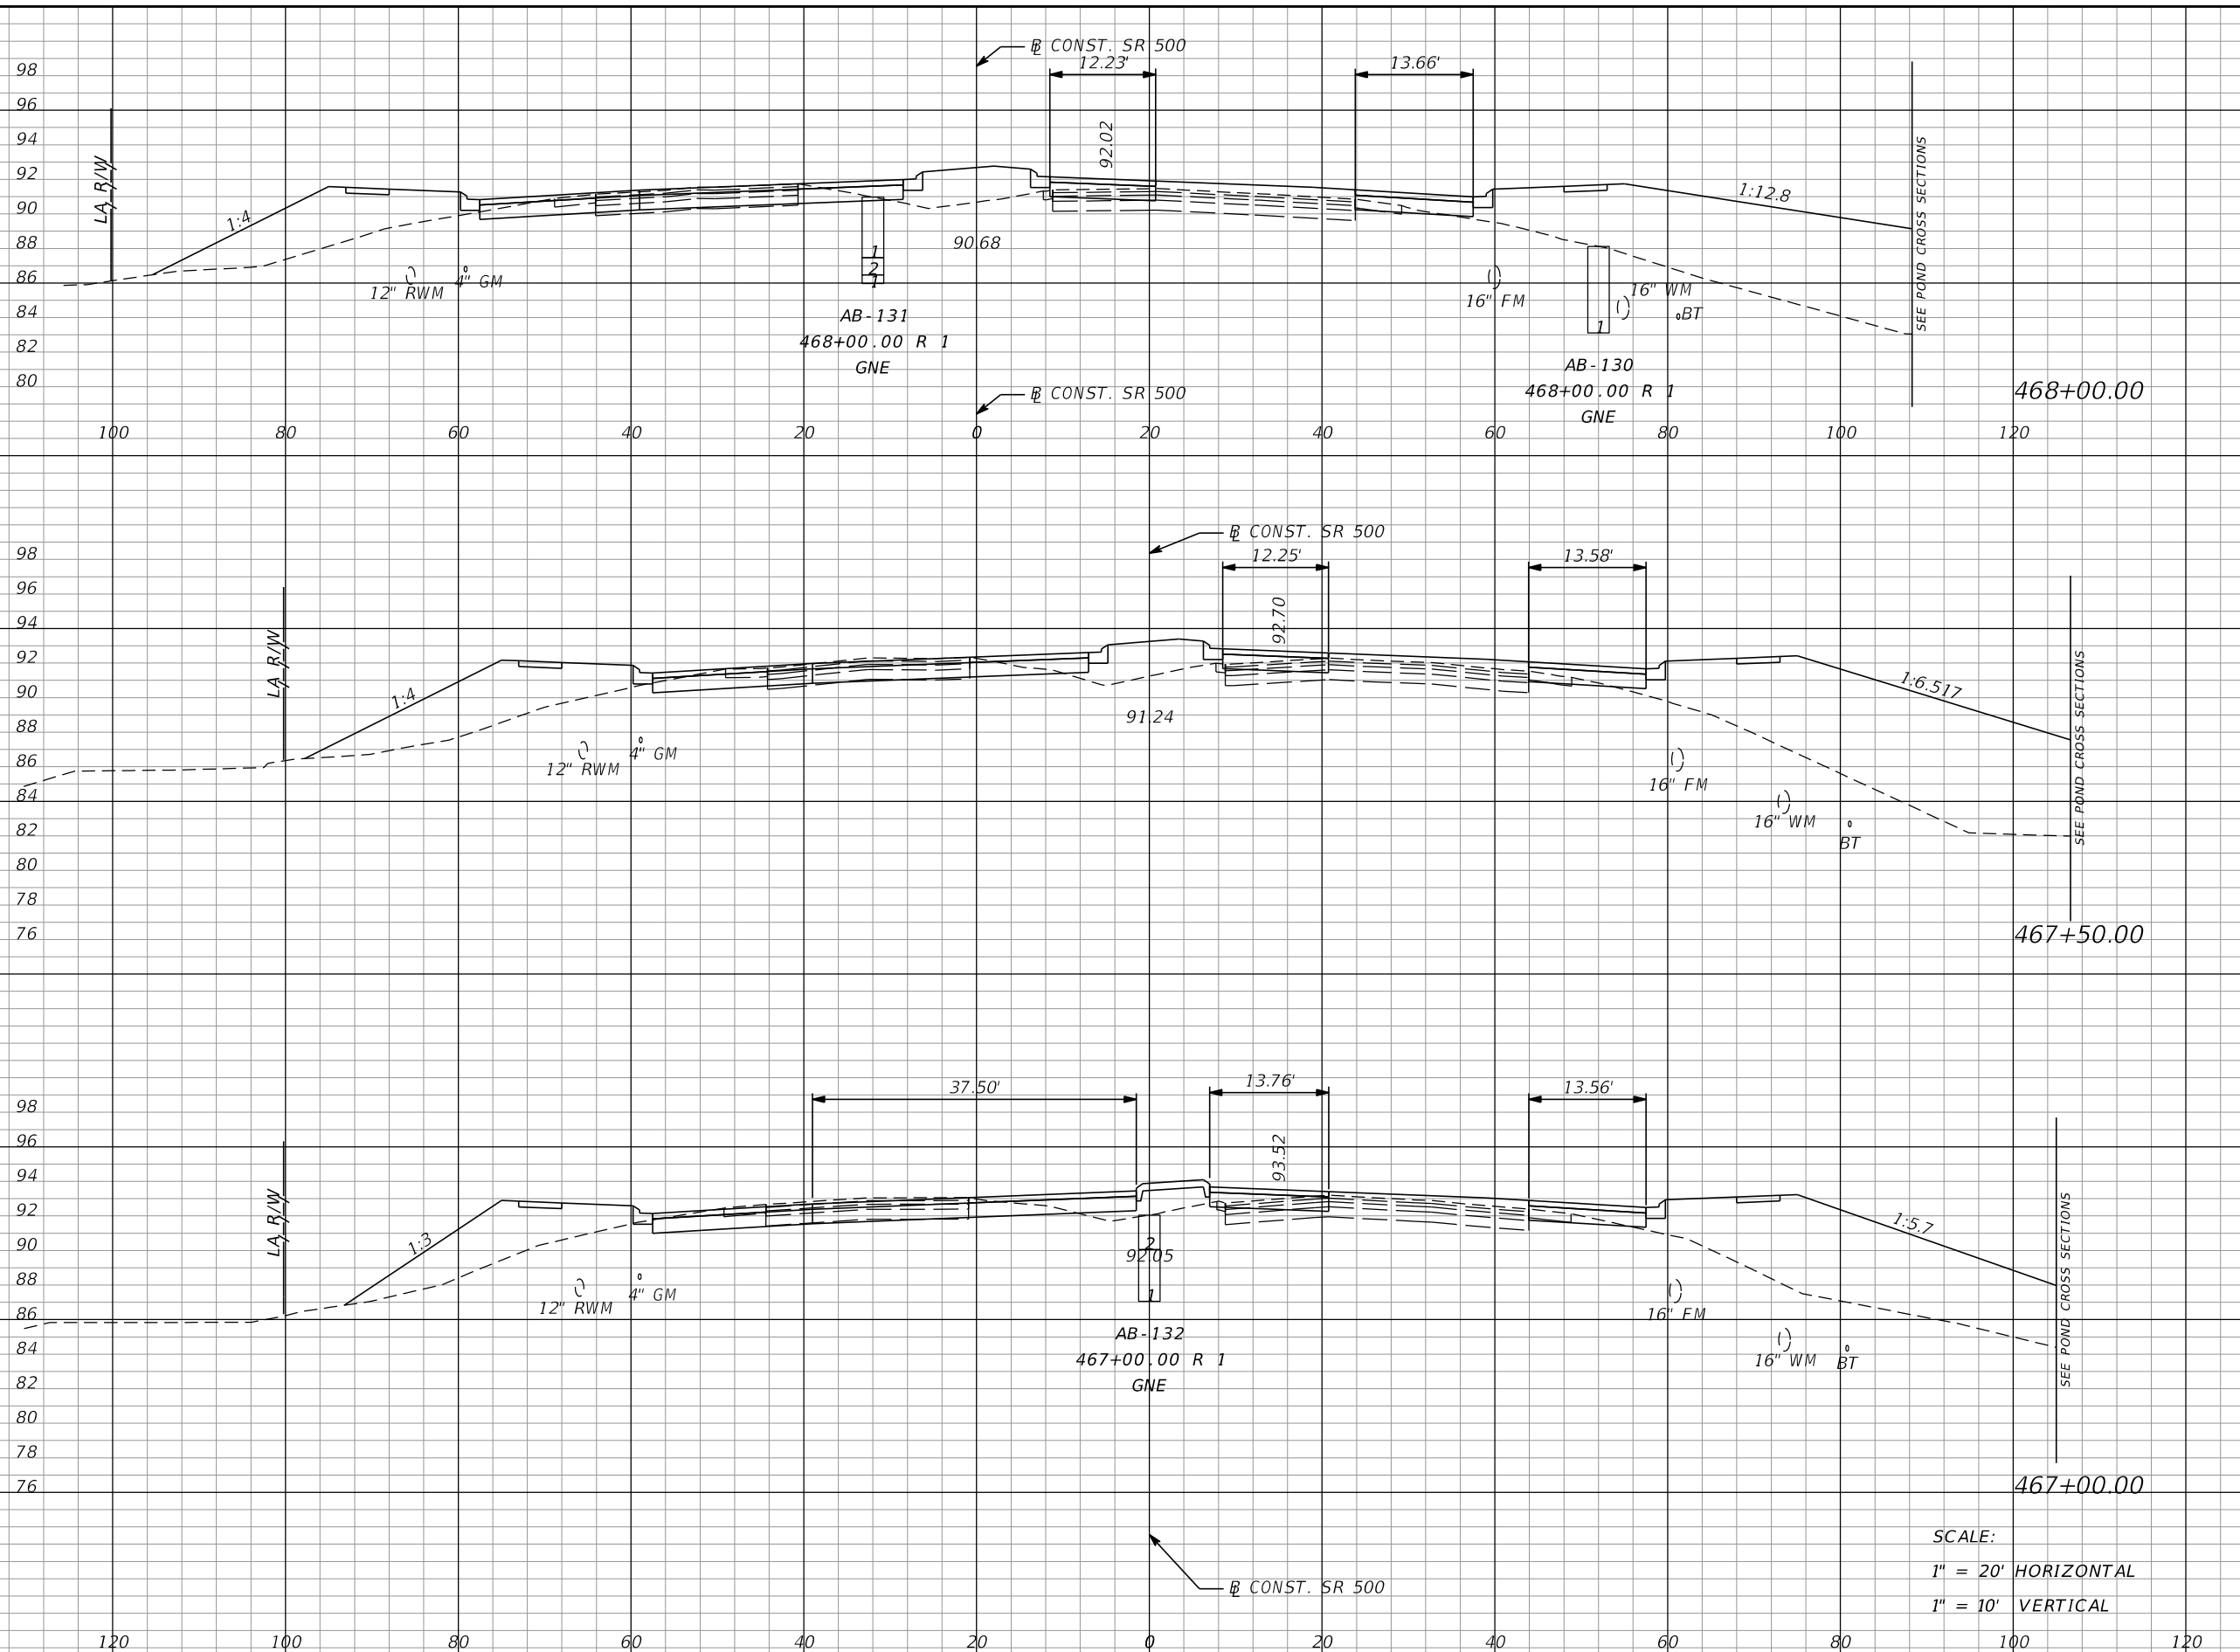 ℄ CONST. SR 500
12.23'
13.66'
98
96
94
92
90
88
86
84
82
80
LA R/W
1:4
92.02
1:12.8
SEE POND CROSS SECTIONS
90.68
12" RWM
4" GM
1
2
1
16" FM
16" WM
BT
1
AB-131
468+00.00 R 1
GNE
AB-130
468+00.00 R 1
GNE
℄ CONST. SR 500
468+00.00
100
80
60
40
20
0
20
40
60
80
100
120
℄ CONST. SR 500
12.25'
13.58'
98
96
94
92
90
88
86
84
82
80
78
76
LA R/W
1:4
92.70
1:6.517
SEE POND CROSS SECTIONS
91.24
12" RWM
4" GM
16" FM
16" WM
BT
467+50.00
37.50'
13.76'
13.56'
98
96
94
92
90
88
86
84
82
80
78
76
LA R/W
1:3
93.52
1:5.7
SEE POND CROSS SECTIONS
2
92.05
1
12" RWM
4" GM
16" FM
16" WM
BT
AB-132
467+00.00 R 1
GNE
467+00.00
SCALE:
1" = 20' HORIZONTAL
1" = 10' VERTICAL
℄ CONST. SR 500
120
100
80
60
40
20
0
20
40
60
80
100
120